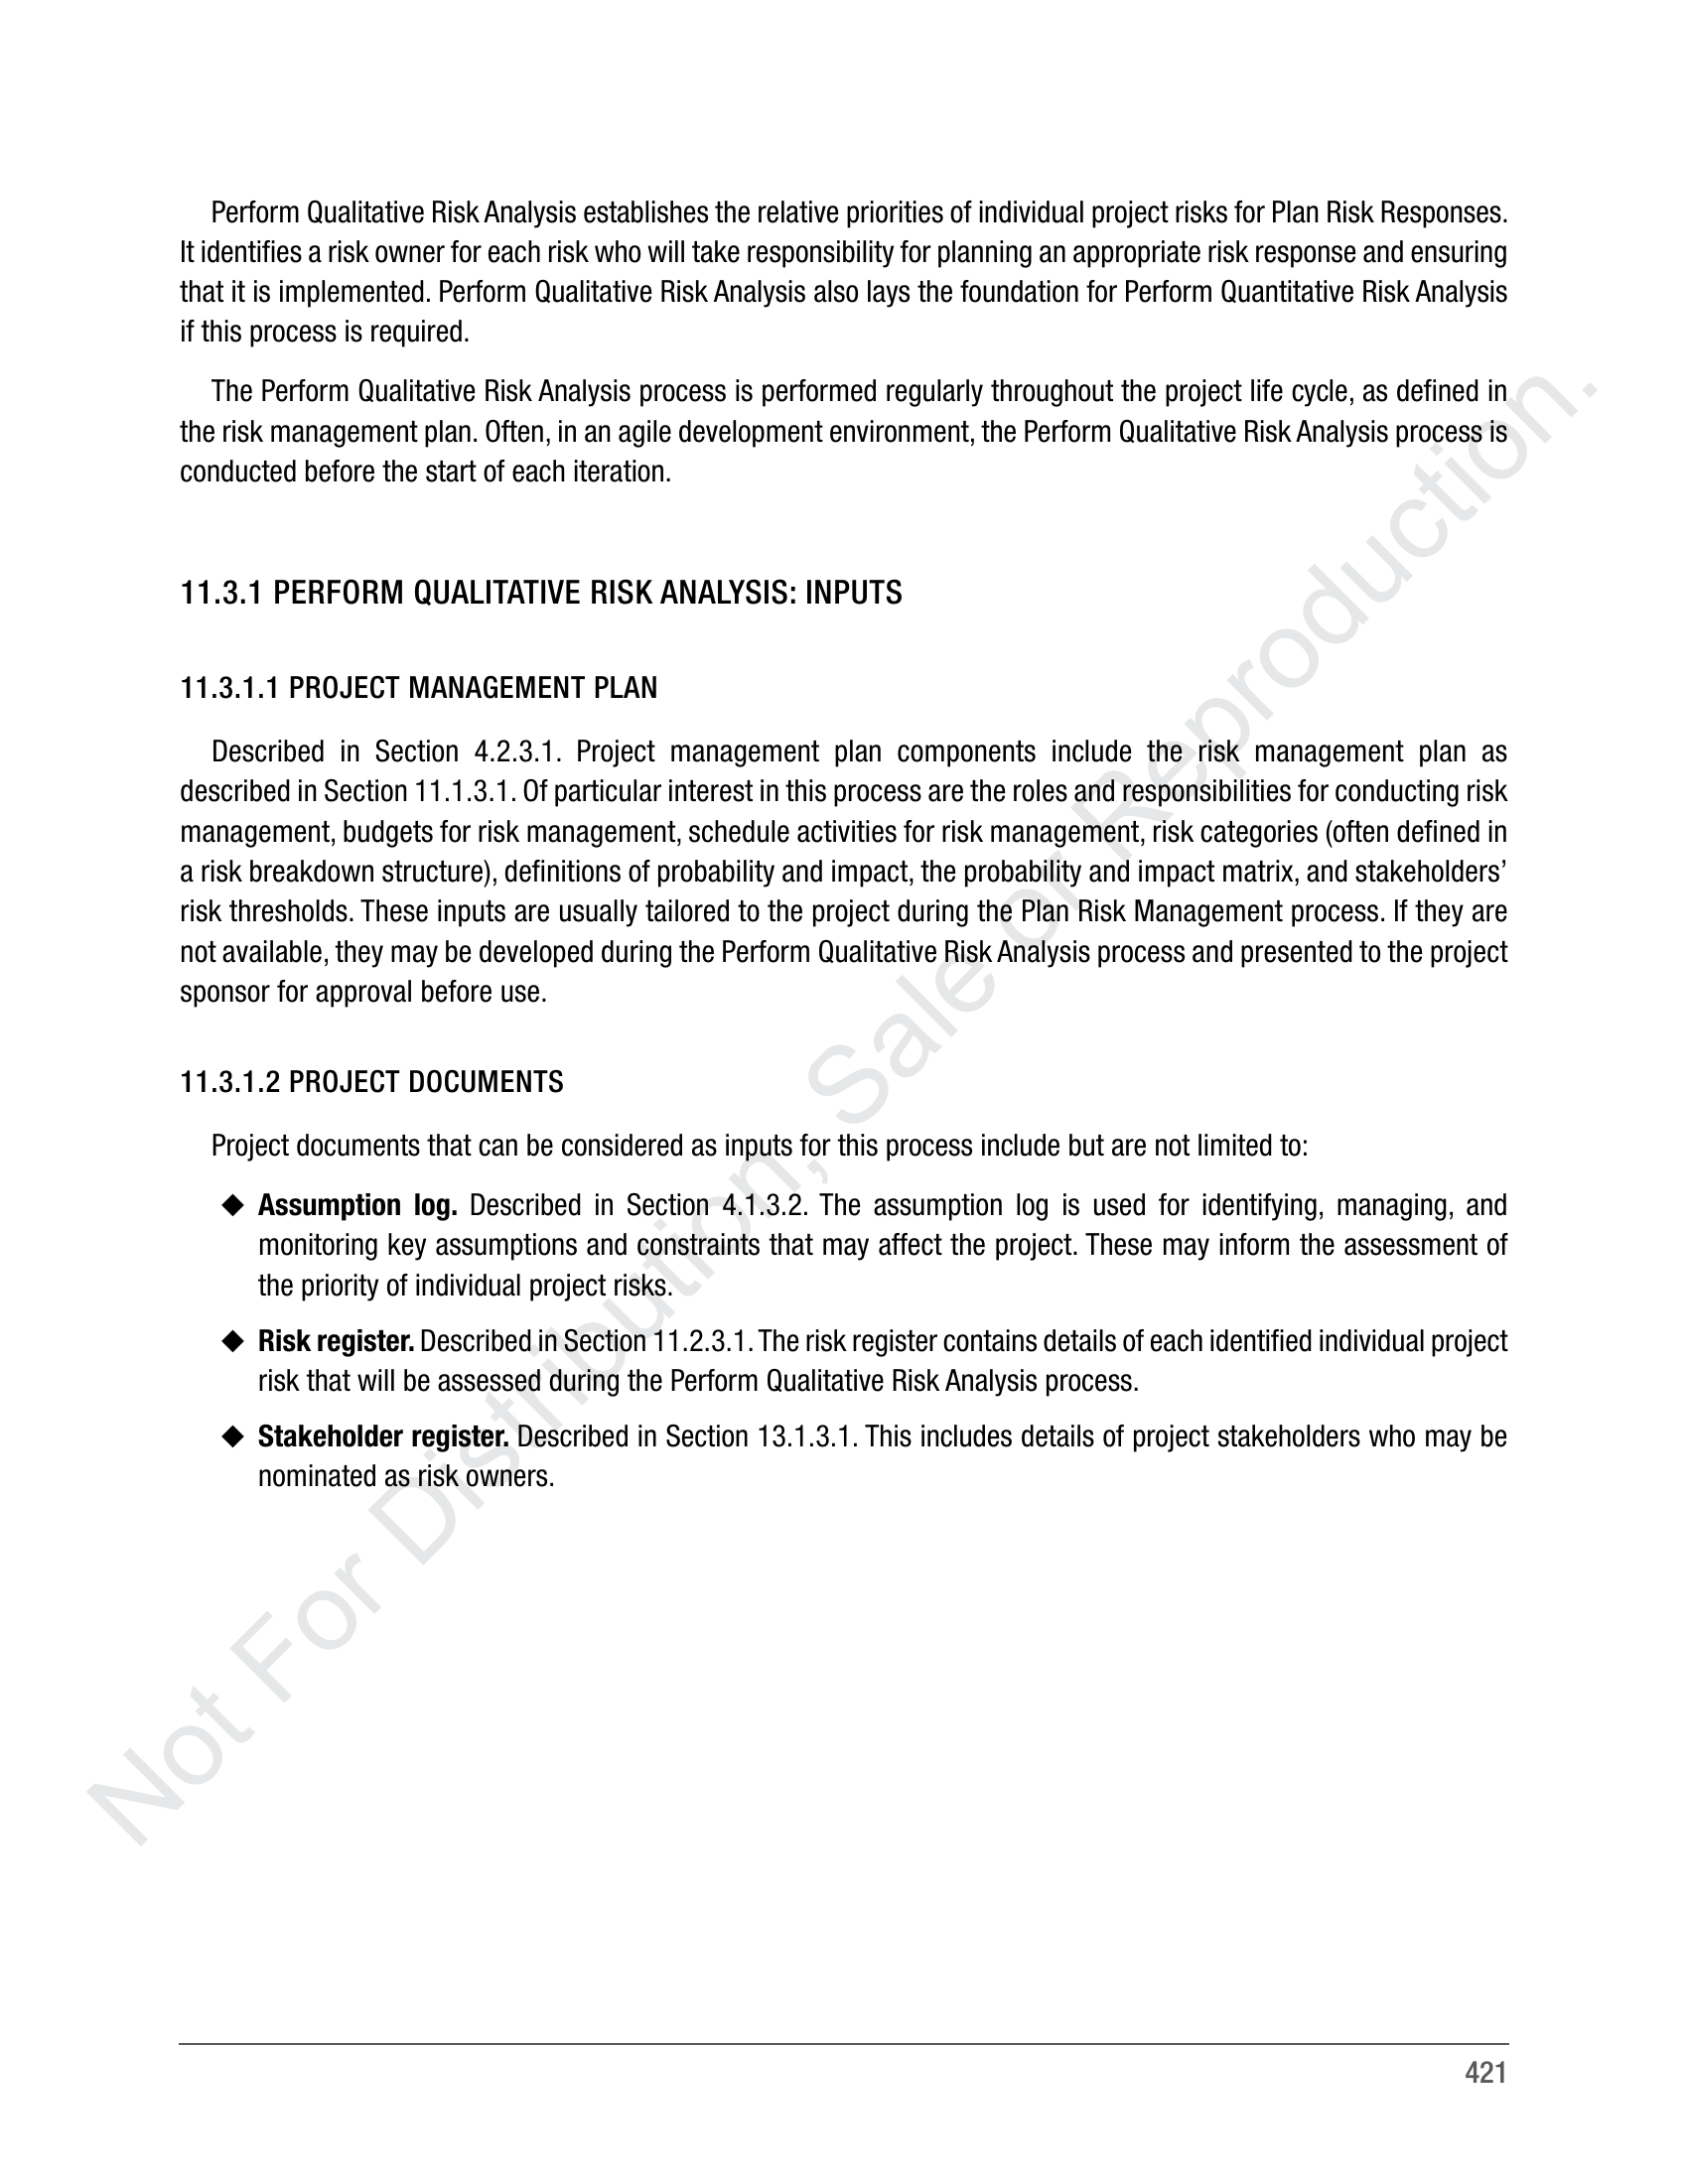 Perform Qualitative Risk Analysis establishes the relative priorities of individual project risks for Plan Risk Responses.
It identifies a risk owner for each risk who will take responsibility for planning an appropriate risk response and ensuring
that it is implemented. Perform Qualitative Risk Analysis also lays the foundation for Perform Quantitative Risk Analysis
if this process is required.
The Perform Qualitative Risk Analysis process is performed regularly throughout the project life cycle, as defined in
the risk management plan. Often, in an agile development environment, the Perform Qualitative Risk Analysis process is
conducted before the start of each iteration.
11.3.1 PERFORM QUALITATIVE RISK ANALYSIS: INPUTS
11.3.1.1 PROJECT MANAGEMENT PLAN
Described in Section 4.2.3.1. Project management plan components include the risk management plan as
described in Section 11.1.3.1. Of particular interest in this process are the roles and responsibilities for conducting risk
management, budgets for risk management, schedule activities for risk management, risk categories (often defined in
a risk breakdown structure), definitions of probability and impact, the probability and impact matrix, and stakeholders’
risk thresholds. These inputs are usually tailored to the project during the Plan Risk Management process. If they are
not available, they may be developed during the Perform Qualitative Risk Analysis process and presented to the project
sponsor for approval before use.
11.3.1.2 PROJECT DOCUMENTS
Project documents that can be considered as inputs for this process include but are not limited to:
◆ Assumption log. Described in Section 4.1.3.2. The assumption log is used for identifying, managing, and
monitoring key assumptions and constraints that may affect the project. These may inform the assessment of
the priority of individual project risks.
◆ Risk register. Described in Section 11.2.3.1. The risk register contains details of each identified individual project
risk that will be assessed during the Perform Qualitative Risk Analysis process.
◆ Stakeholder register. Described in Section 13.1.3.1. This includes details of project stakeholders who may be
nominated as risk owners.
Not For Distribution, Sale or Reproduction.
421